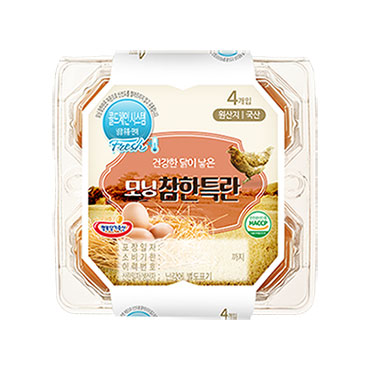 콜드체인 시스템
Fresh
4개입
원산지 | 국산
건강한 닭이 낳은
모닝
참한특란
HACCP
포장일자:
소비기한: 까지
이력번호:
난각에 별도표기
4개입